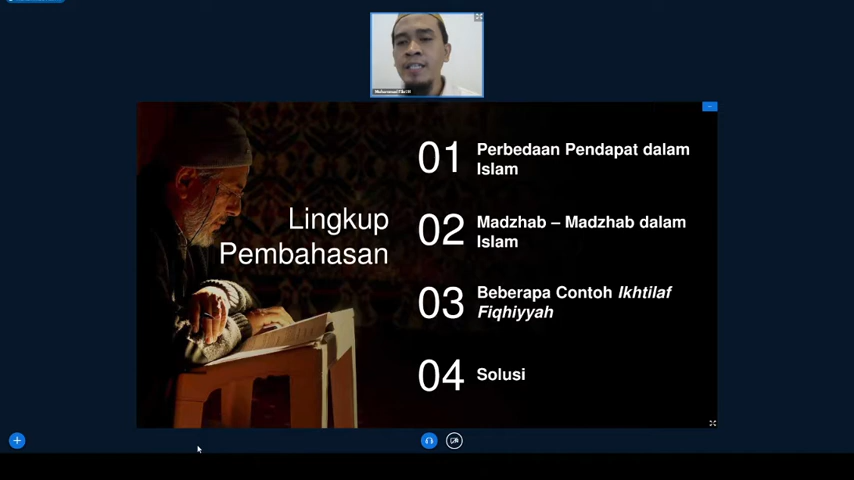 Lingkup
Pembahasan
01
Perbedaan Pendapat dalam
Islam
02
Madzhab – Madzhab dalam
Islam
03
Beberapa Contoh Ikhtilaf
Fiqhiyyah
04
Solusi